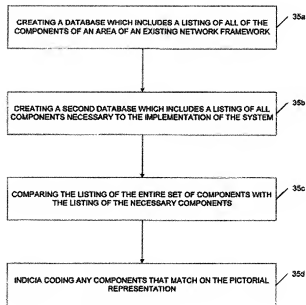 35a
CREATING A DATABASE WHICH INCLUDES A LISTING OF ALL OF THE
COMPONENTS OF AN AREA OF AN EXISTING NETWORK FRAMEWORK
35b
CREATING A SECOND DATABASE WHICH INCLUDES A LISTING OF ALL
COMPONENTS NECESSARY TO THE IMPLEMENTATION OF THE SYSTEM
35c
COMPARING THE LISTING OF THE ENTIRE SET OF COMPONENTS WITH
THE LISTING OF THE NECESSARY COMPONENTS
35d
INDICIA CODING ANY COMPONENTS THAT MATCH ON THE PICTORIAL
REPRESENTATION